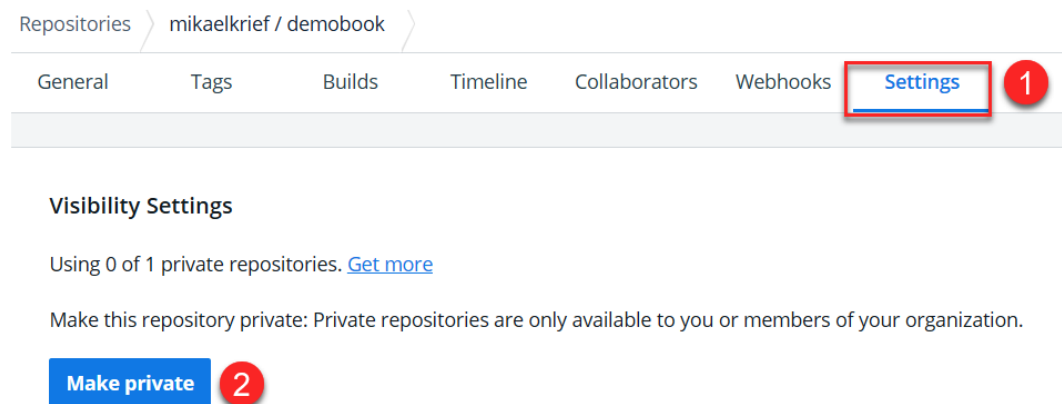 Repositories mikaelkrief / demobook
General Tags Builds Timeline Collaborators Webhooks Settings 1
Visibility Settings
Using 0 of 1 private repositories. Get more
Make this repository private: Private repositories are only available to you or members of your organization.
Make private 2